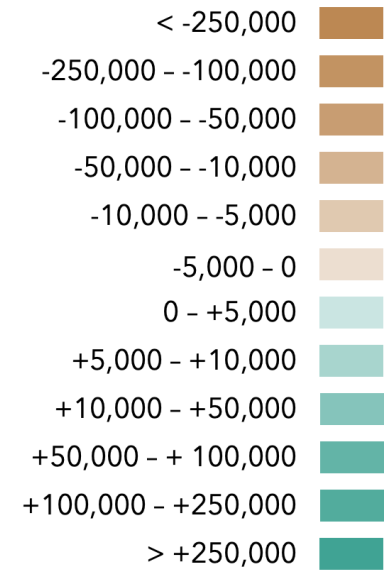 < -250,000
-250,000 – -100,000
-100,000 – -50,000
-50,000 – -10,000
-10,000 – -5,000
-5,000 – 0
0 – +5,000
+5,000 – +10,000
+10,000 – +50,000
+50,000 – + 100,000
+100,000 – +250,000
> +250,000